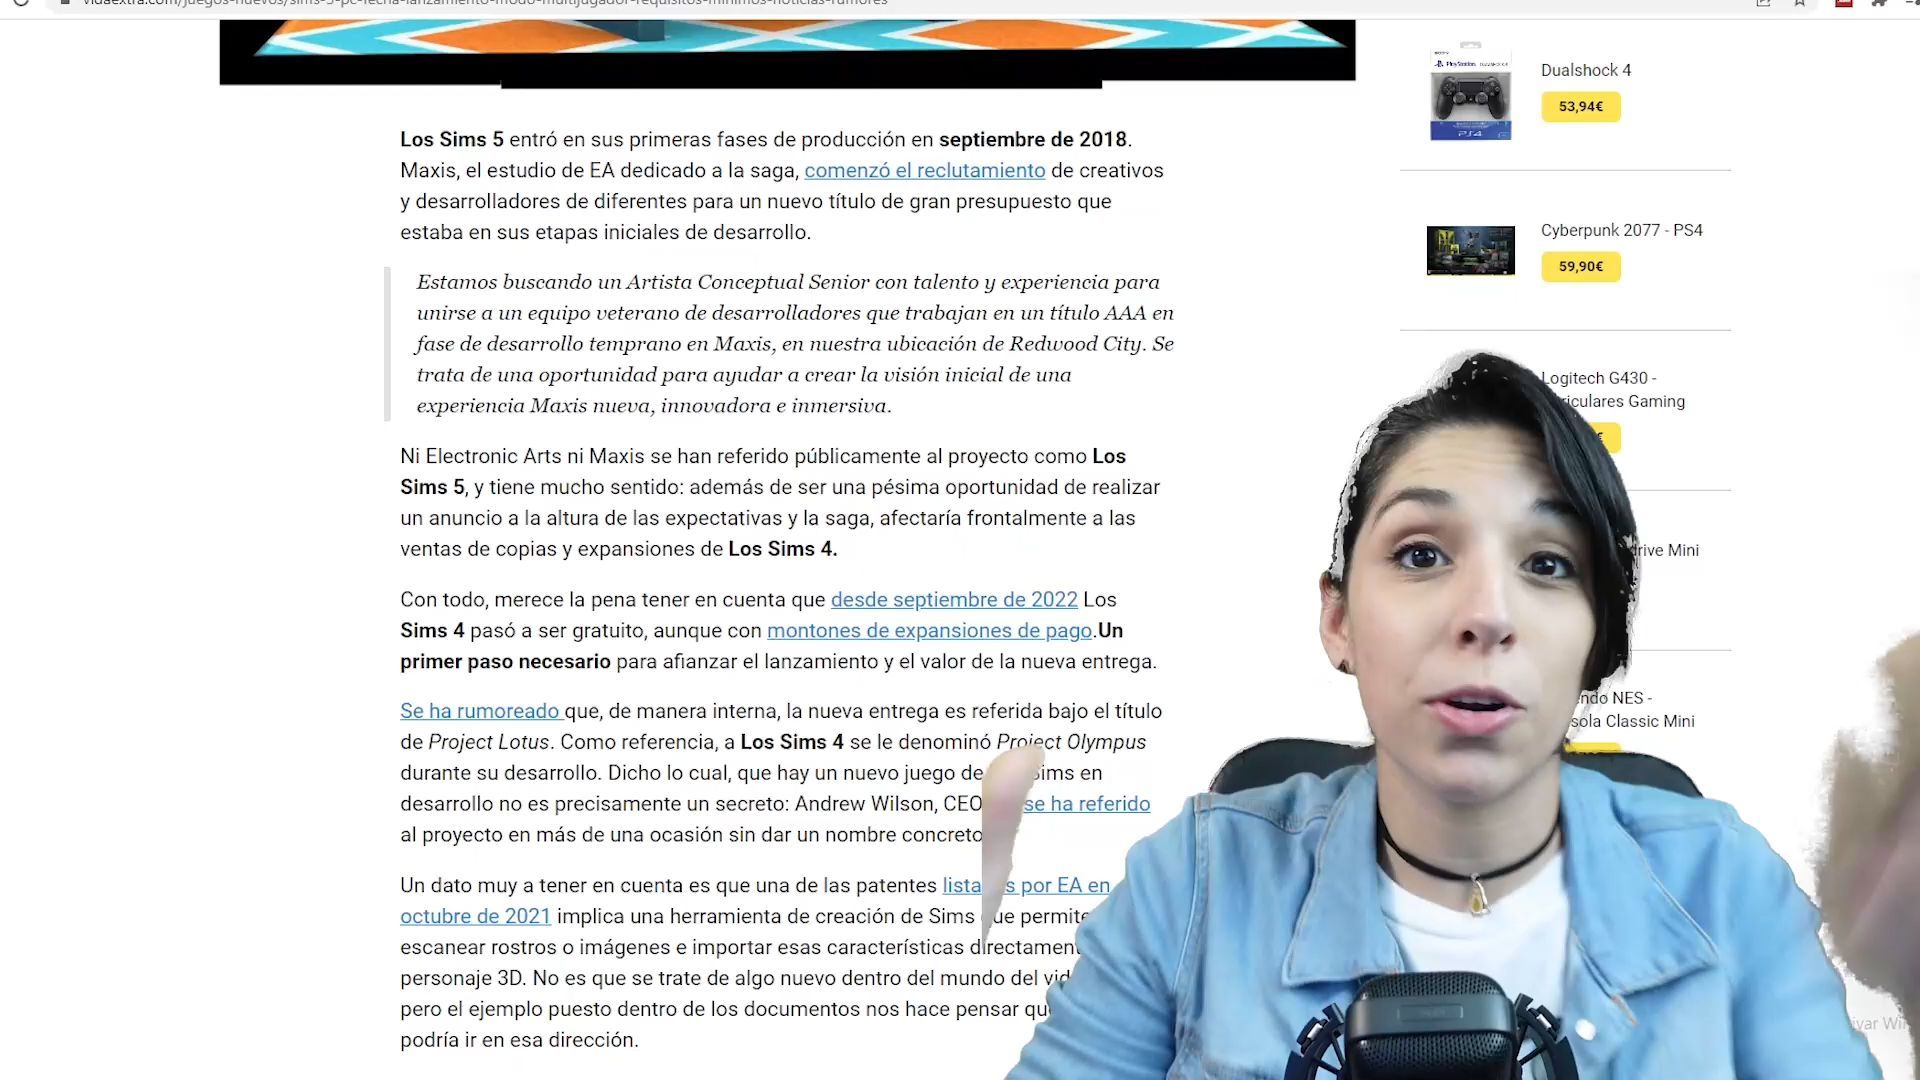 vidaextra.com/juegos-nuevos/sims-5-pc-fecha-lanzamiento-modo-multijugador-requisitos-minimos-noticias-rumores
Los Sims 5 entró en sus primeras fases de producción en septiembre de 2018.
Maxis, el estudio de EA dedicado a la saga, comenzó el reclutamiento de creativos
y desarrolladores de diferentes para un nuevo título de gran presupuesto que
estaba en sus etapas iniciales de desarrollo.
Estamos buscando un Artista Conceptual Senior con talento y experiencia para
unirse a un equipo veterano de desarrolladores que trabajan en un título AAA en
fase de desarrollo temprano en Maxis, en nuestra ubicación de Redwood City. Se
trata de una oportunidad para ayudar a crear la visión inicial de una
experiencia Maxis nueva, innovadora e inmersiva.
Ni Electronic Arts ni Maxis se han referido públicamente al proyecto como Los
Sims 5, y tiene mucho sentido: además de ser una pésima oportunidad de realizar
un anuncio a la altura de las expectativas y la saga, afectaría frontalmente a las
ventas de copias y expansiones de Los Sims 4.
Con todo, merece la pena tener en cuenta que desde septiembre de 2022 Los
Sims 4 pasó a ser gratuito, aunque con montones de expansiones de pago.Un
primer paso necesario para afianzar el lanzamiento y el valor de la nueva entrega.
Se ha rumoreado que, de manera interna, la nueva entrega es referida bajo el título
de Project Lotus. Como referencia, a Los Sims 4 se le denominó Project Olympus
durante su desarrollo. Dicho lo cual, que hay un nuevo juego de Sims en
desarrollo no es precisamente un secreto: Andrew Wilson, CEO se ha referido
al proyecto en más de una ocasión sin dar un nombre concreto
Un dato muy a tener en cuenta es que una de las patentes por EA en
octubre de 2021 implica una herramienta de creación de Sims que permite
escanear rostros o imágenes e importar esas características
personaje 3D. No es que se trate de algo nuevo dentro del mundo del
pero el ejemplo puesto dentro de los documentos nos hace pensar
podría ir en esa dirección.
Dualshock 4
53,94€
Cyberpunk 2077 - PS4
59,90€
Logitech G430 -
Gaming
€
Mini
NES -
Classic Mini
PlayStation
PS4